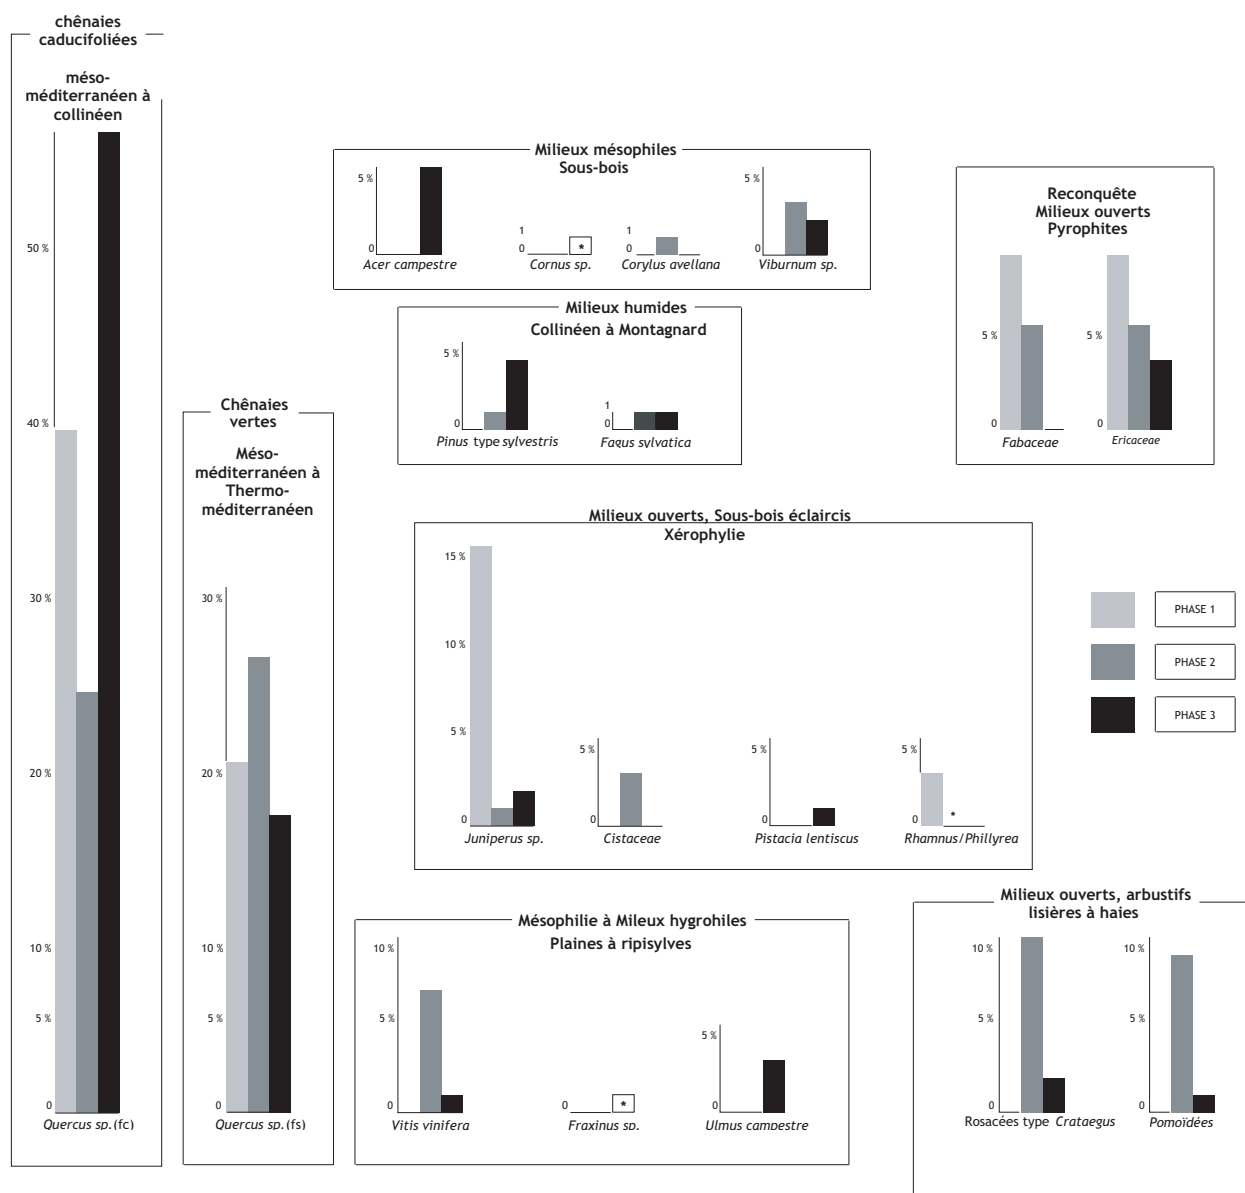 chênaies
caducifoliées
méso-
méditerranéen à
collinéen
50 %
40 %
30 %
20 %
10 %
5 %
0
Quercus sp.(fc)
Chênaies
vertes
Méso-
méditerranéen à
Thermo-
méditerranéen
30 %
20 %
10 %
5 %
0
Quercus sp.(fs)
Milieux mésophiles
Sous-bois
5 %
0
Acer campestre
1
0
*
Cornus sp.
1
0
Corylus avellana
5 %
0
Viburnum sp.
Milieux humides
Collinéen à Montagnard
5 %
0
Pinus type sylvestris
1
0
Fagus sylvatica
Reconquête
Milieux ouverts
Pyrophites
5 %
0
Fabaceae
5 %
0
Ericaceae
Milieux ouverts, Sous-bois éclaircis
Xérophylie
15 %
10 %
5 %
0
Juniperus sp.
5 %
0
Cistaceae
5 %
0
Pistacia lentiscus
5 %
0
*
Rhamnus/Phillyrea
PHASE 1
PHASE 2
PHASE 3
Mésophilie à Mileux hygrohiles
Plaines à ripisylves
10 %
5 %
0
Vitis vinifera
0
*
Fraxinus sp.
5 %
0
Ulmus campestre
Milieux ouverts, arbustifs
lisières à haies
10 %
5 %
0
Rosacées type Crataegus
10 %
5 %
0
Pomoïdées